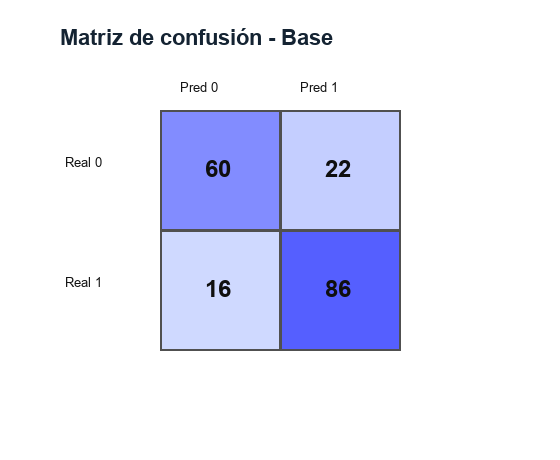 Matriz de confusión - Base
Pred 0 Pred 1
Real 0 60 22
Real 1 16 86